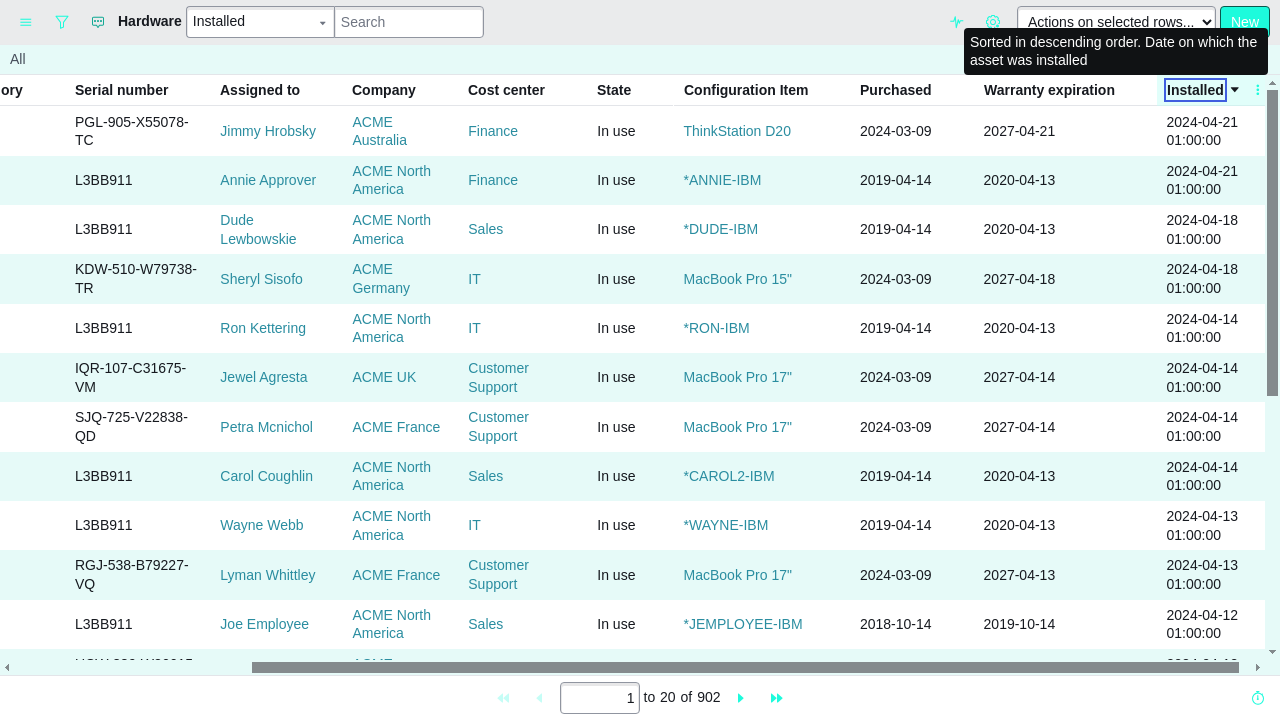 Hardware Installed Search Actions on selected rows... New
Sorted in descending order. Date on which the
asset was installed
All
ory Serial number Assigned to Company Cost center State Configuration Item Purchased Warranty expiration Installed
PGL-905-X55078-
TC Jimmy Hrobsky ACME
Australia Finance In use ThinkStation D20 2024-03-09 2027-04-21 2024-04-21
01:00:00
L3BB911 Annie Approver ACME North
America Finance In use *ANNIE-IBM 2019-04-14 2020-04-13 2024-04-21
01:00:00
L3BB911 Dude
Lewbowskie ACME North
America Sales In use *DUDE-IBM 2019-04-14 2020-04-13 2024-04-18
01:00:00
KDW-510-W79738-
TR Sheryl Sisofo ACME
Germany IT In use MacBook Pro 15" 2024-03-09 2027-04-18 2024-04-18
01:00:00
L3BB911 Ron Kettering ACME North
America IT In use *RON-IBM 2019-04-14 2020-04-13 2024-04-14
01:00:00
IQR-107-C31675-
VM Jewel Agresta ACME UK Customer
Support In use MacBook Pro 17" 2024-03-09 2027-04-14 2024-04-14
01:00:00
SJQ-725-V22838-
QD Petra Mcnichol ACME France Customer
Support In use MacBook Pro 17" 2024-03-09 2027-04-14 2024-04-14
01:00:00
L3BB911 Carol Coughlin ACME North
America Sales In use *CAROL2-IBM 2019-04-14 2020-04-13 2024-04-14
01:00:00
L3BB911 Wayne Webb ACME North
America IT In use *WAYNE-IBM 2019-04-14 2020-04-13 2024-04-13
01:00:00
RGJ-538-B79227-
VQ Lyman Whittley ACME France Customer
Support In use MacBook Pro 17" 2024-03-09 2027-04-13 2024-04-13
01:00:00
L3BB911 Joe Employee ACME North
America Sales In use *JEMPLOYEE-IBM 2018-10-14 2019-10-14 2024-04-12
01:00:00
1 to 20 of 902